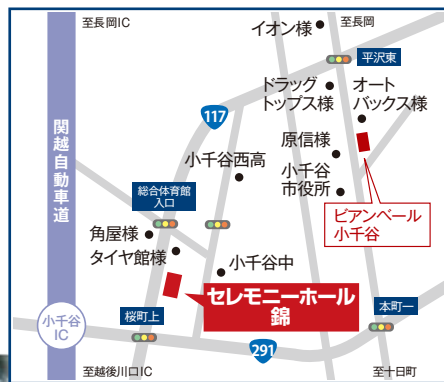 至長岡IC
イオン様
至長岡
平沢東
ドラッグ
トップス様
オート
バックス様
117
関越自動車道
原信様
小千谷西高
小千谷
市役所
総合体育館
入口
ビアンベール
小千谷
角屋様
タイヤ館様
小千谷中
セレモニーホール
錦
小千谷
IC
桜町上
本町一
291
至越後川口IC
至十日町